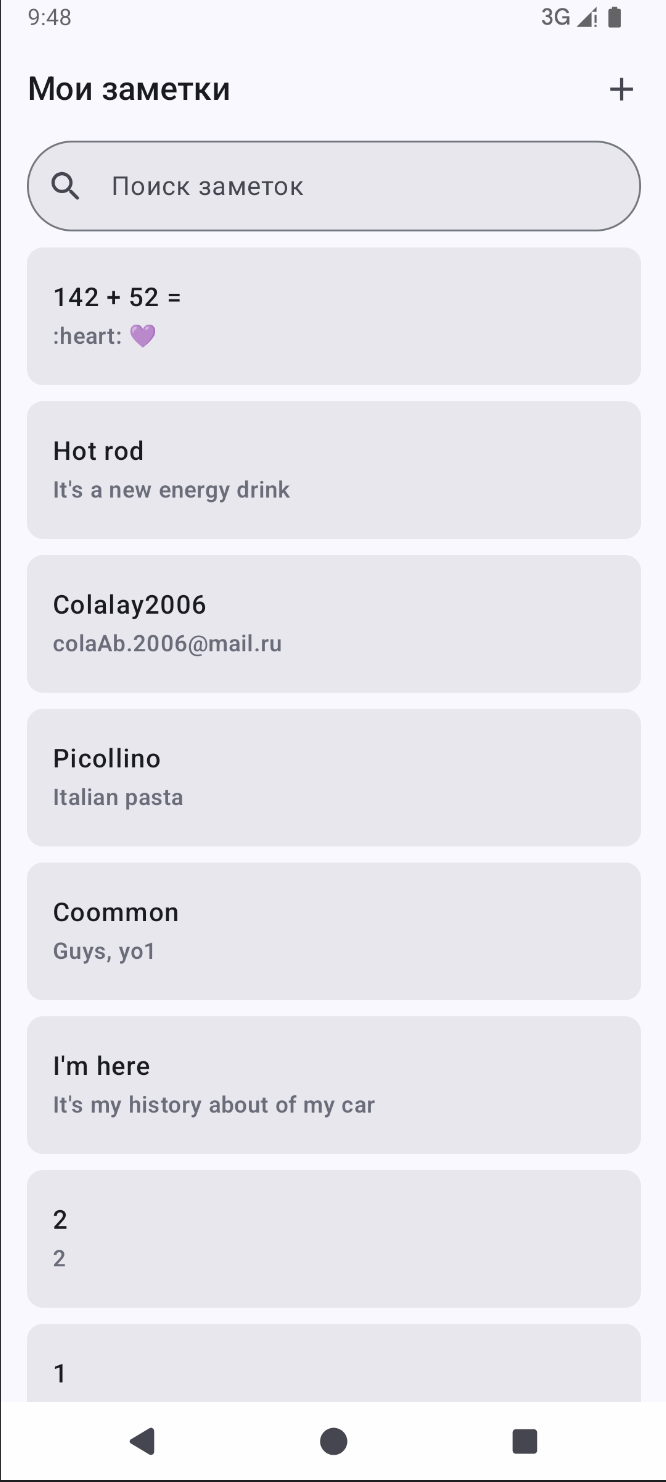 9:48
3G
Мои заметки
Поиск заметок
142 + 52 =
:heart: 💜
Hot rod
It's a new energy drink
Colalay2006
colaAb.2006@mail.ru
Picollino
Italian pasta
Coommon
Guys, yo1
I'm here
It's my history about of my car
2
2
1